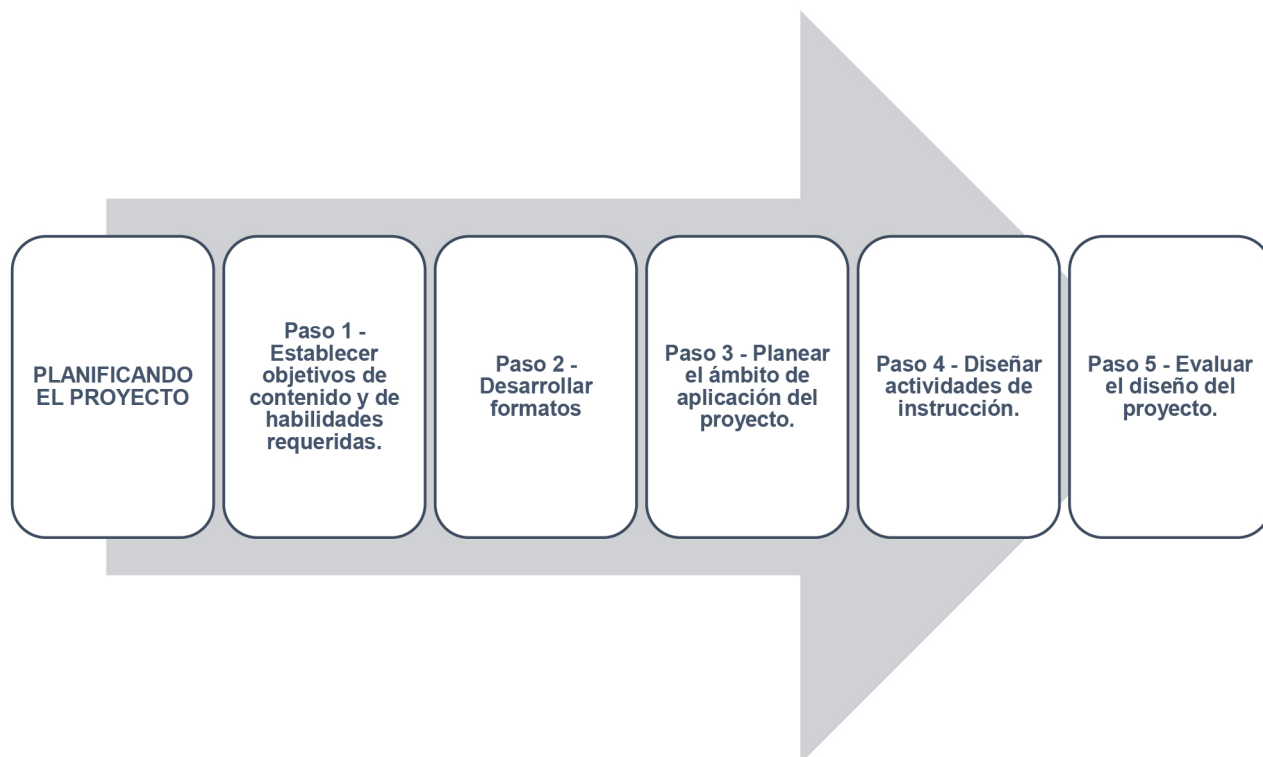 PLANIFICANDO
EL PROYECTO
Paso 1 -
Establecer
objetivos de
contenido y de
habilidades
requeridas.
Paso 2 -
Desarrollar
formatos
Paso 3 - Planear
el ámbito de
aplicación del
proyecto.
Paso 4 - Diseñar
actividades de
instrucción.
Paso 5 - Evaluar
el diseño del
proyecto.